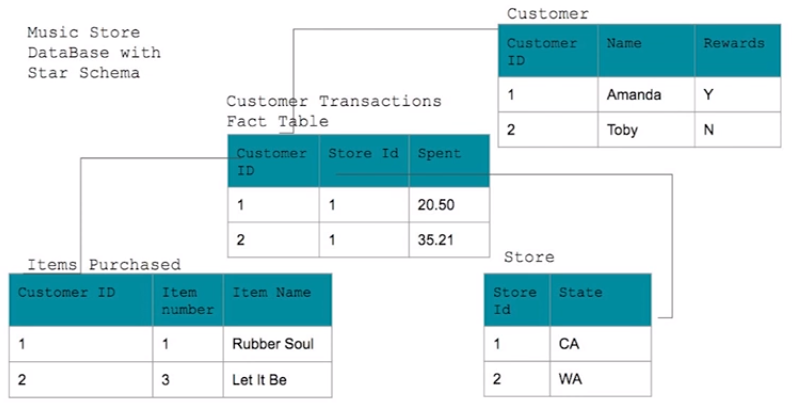 Music Store
DataBase with
Star Schema
Customer
Customer ID Name Rewards
1 Amanda Y
2 Toby N
Customer Transactions
Fact Table
Customer ID Store Id Spent
1 1 20.50
2 1 35.21
Items Purchased
Customer ID Item number Item Name
1 1 Rubber Soul
2 3 Let It Be
Store
Store Id State
1 CA
2 WA